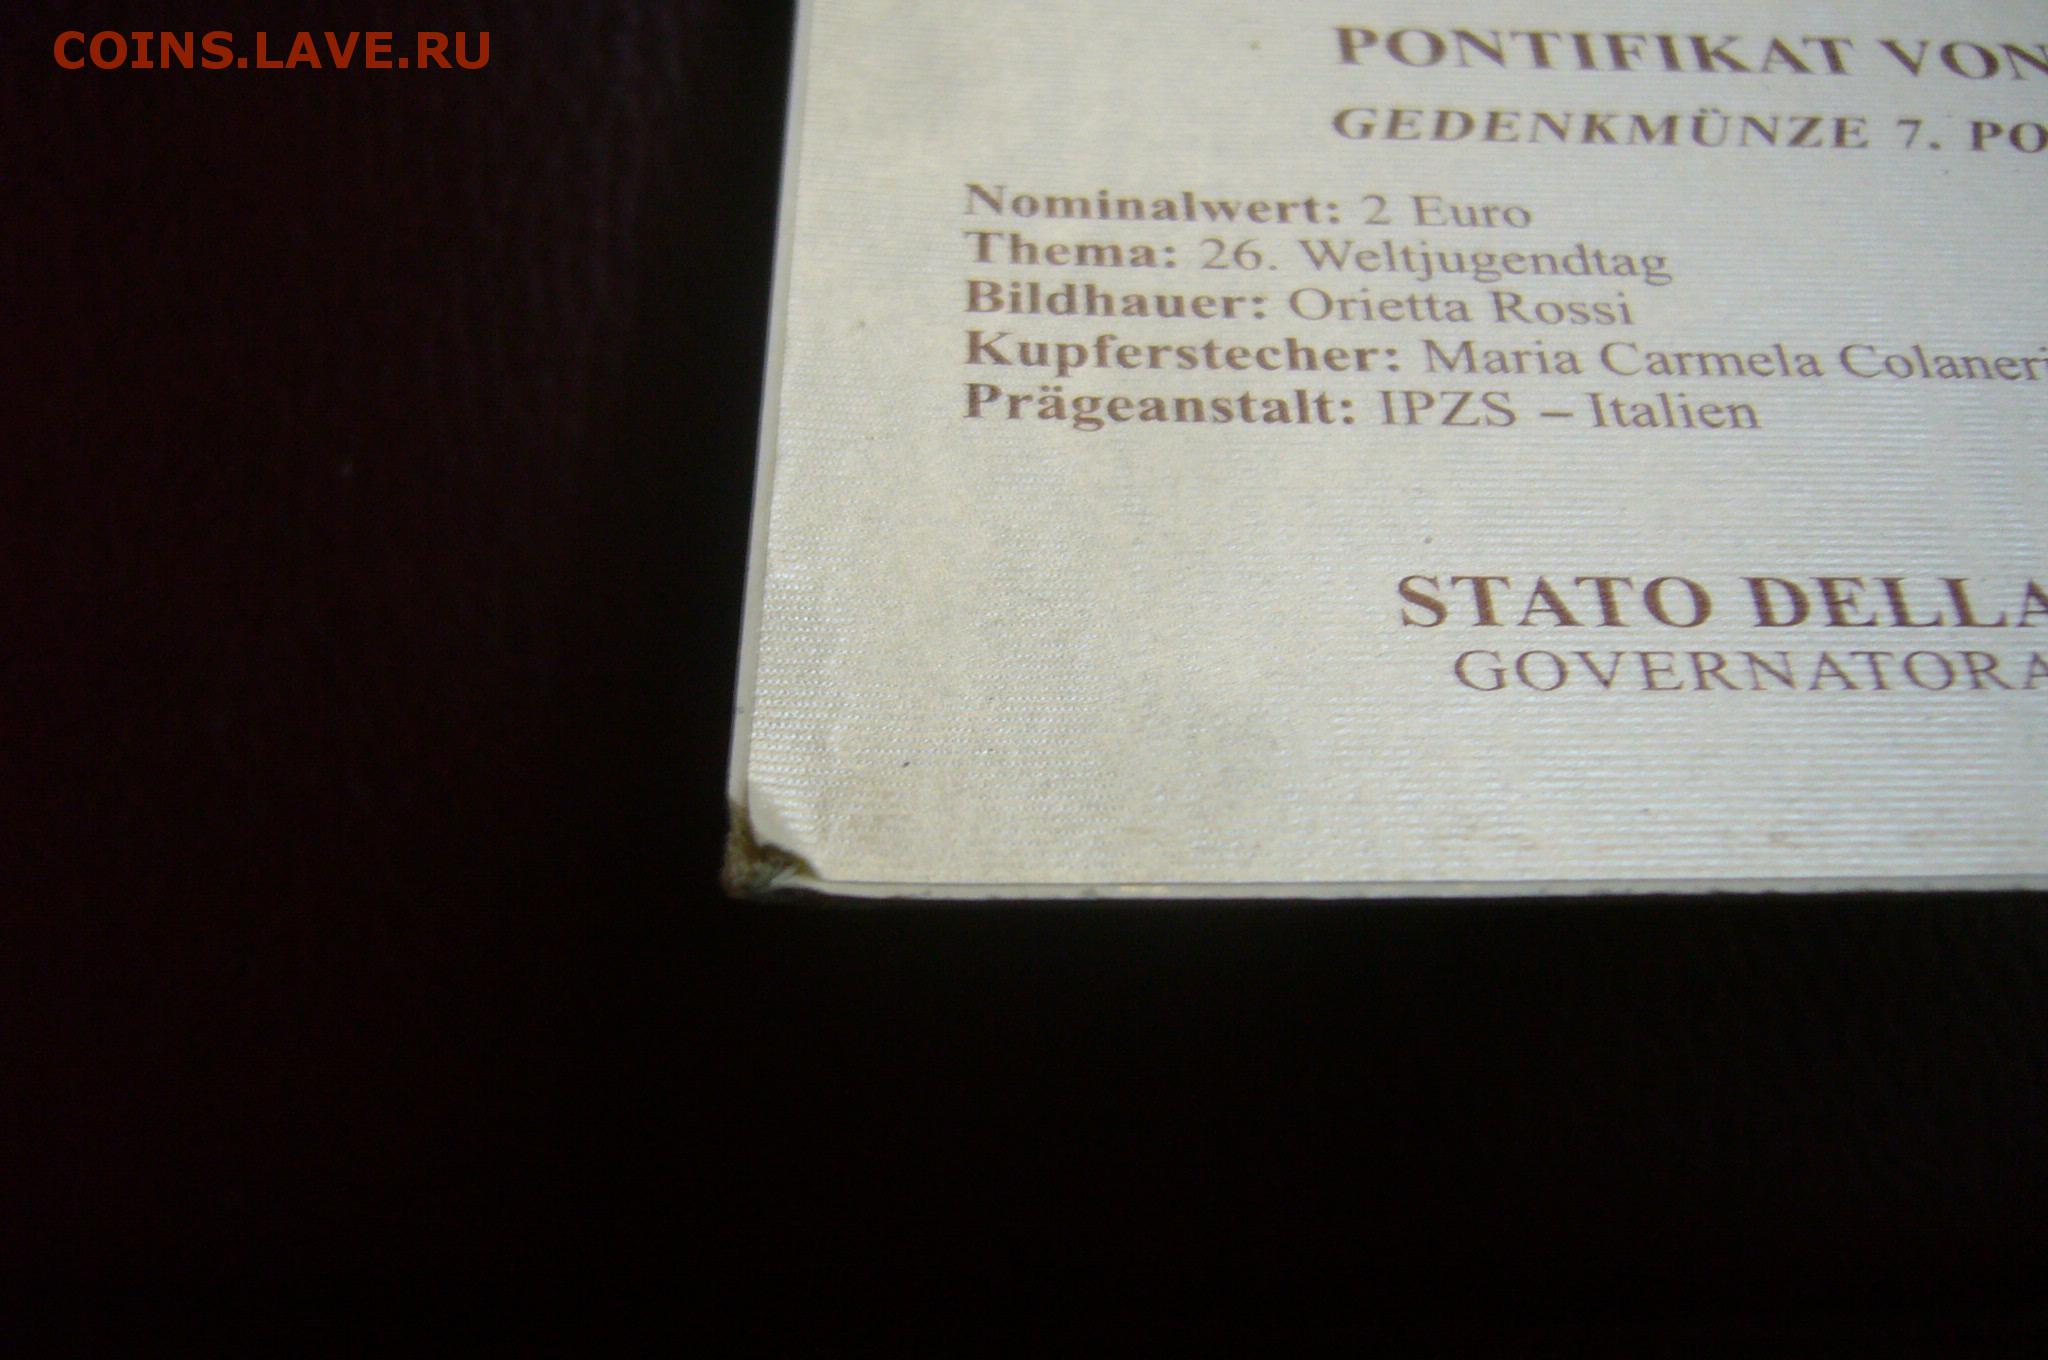 COINS.LAVE.RU
PONTIFIKAT VON
GEDENKMÜNZE 7. PO
Nominalwert: 2 Euro
Thema: 26. Weltjugendtag
Bildhauer: Orietta Rossi
Kupferstecher: Maria Carmela Colaneri
Prägeanstalt: IPZS – Italien
STATO DELLA
GOVERNATORA